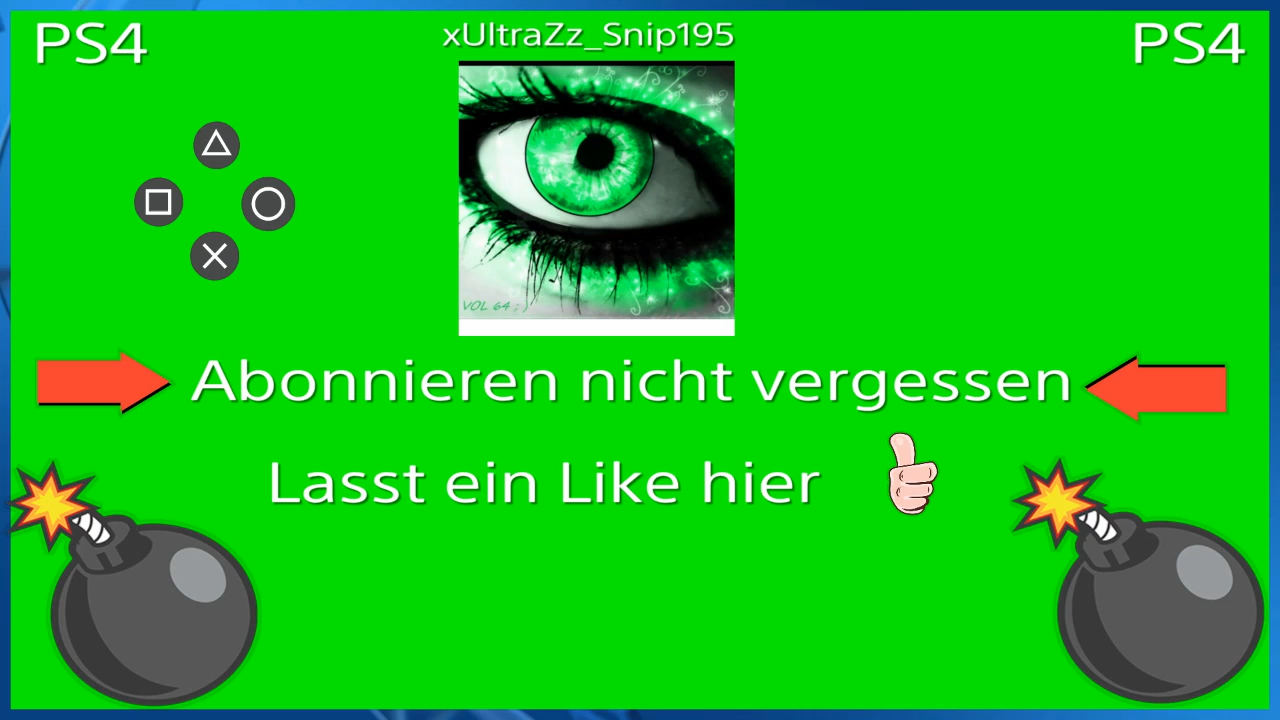 PS4
xUltraZz_Snip195
PS4
VOL 64 ; )
Abonnieren nicht vergessen
Lasst ein Like hier